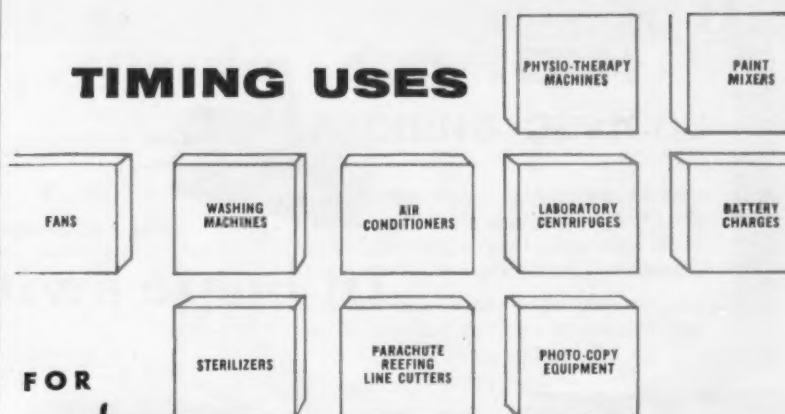 TIMING USES
PHYSIO-THERAPY
MACHINES
PAINT
MIXERS
FANS
WASHING
MACHINES
AIR
CONDITIONERS
LABORATORY
CENTRIFUGES
BATTERY
CHARGES
STERILIZERS
PARACHUTE
REEFING
LINE CUTTERS
PHOTO-COPY
EQUIPMENT
FOR